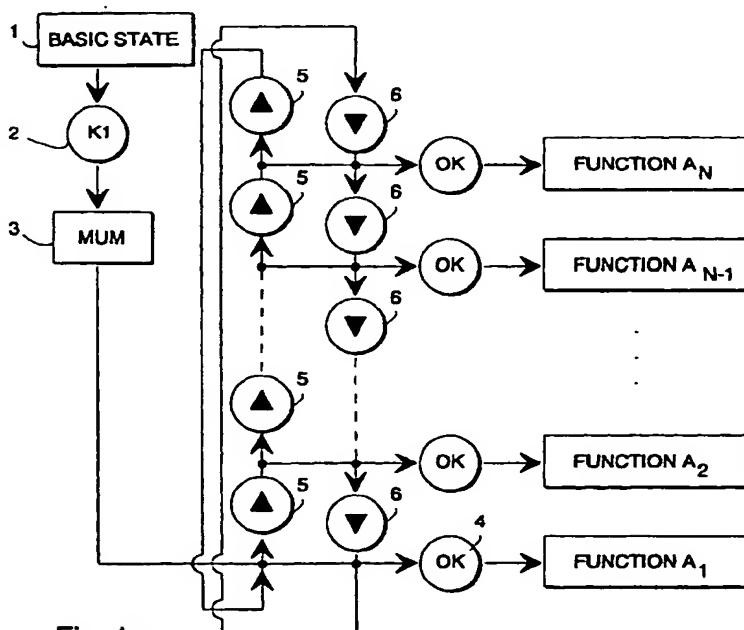 1
BASIC STATE
2
K1
3
MUM
5
6
OK
FUNCTION A_N
5
6
OK
FUNCTION A_N-1
6
5
OK
FUNCTION A_2
5
6
OK
4
FUNCTION A_1